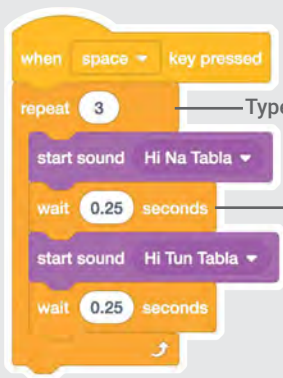 when space key pressed
repeat 3
Type
start sound Hi Na Tabla
wait 0.25 seconds
start sound Hi Tun Tabla
wait 0.25 seconds